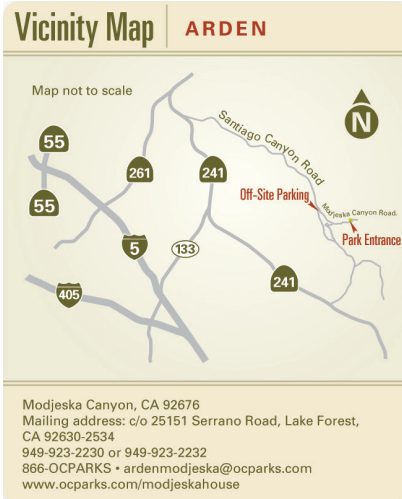 Vicinity Map ARDEN
Map not to scale
N
55
55
261
241
Santiago Canyon Road
Off-Site Parking
Modjeska Canyon Road.
Park Entrance
5
133
241
405
Modjeska Canyon, CA 92676
Mailing address: c/o 25151 Serrano Road, Lake Forest,
CA 92630-2534
949-923-2230 or 949-923-2232
866-OCPARKS • ardenmodjeska@ocparks.com
www.ocparks.com/modjeskahouse